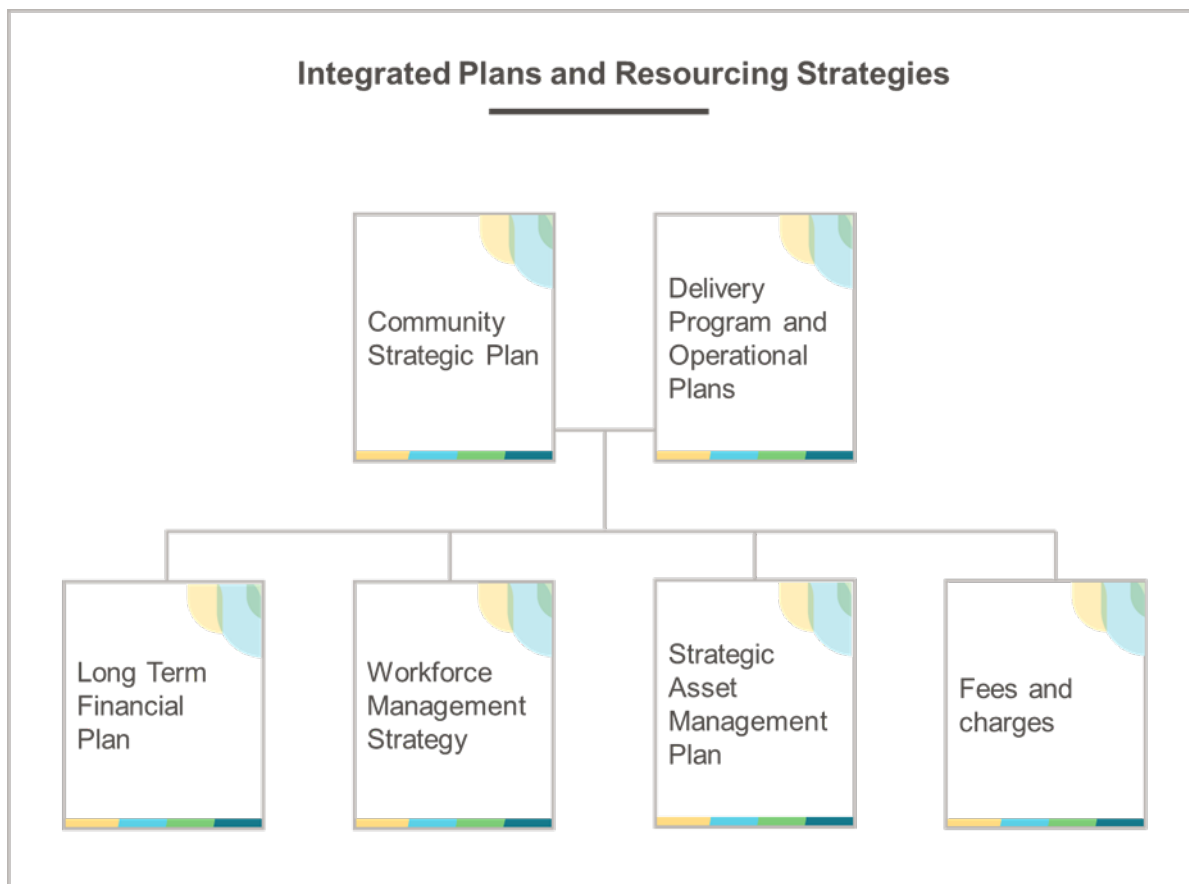 Integrated Plans and Resourcing Strategies
Community
Strategic Plan
Delivery
Program and
Operational
Plans
Long Term
Financial
Plan
Workforce
Management
Strategy
Strategic
Asset
Management
Plan
Fees and
charges